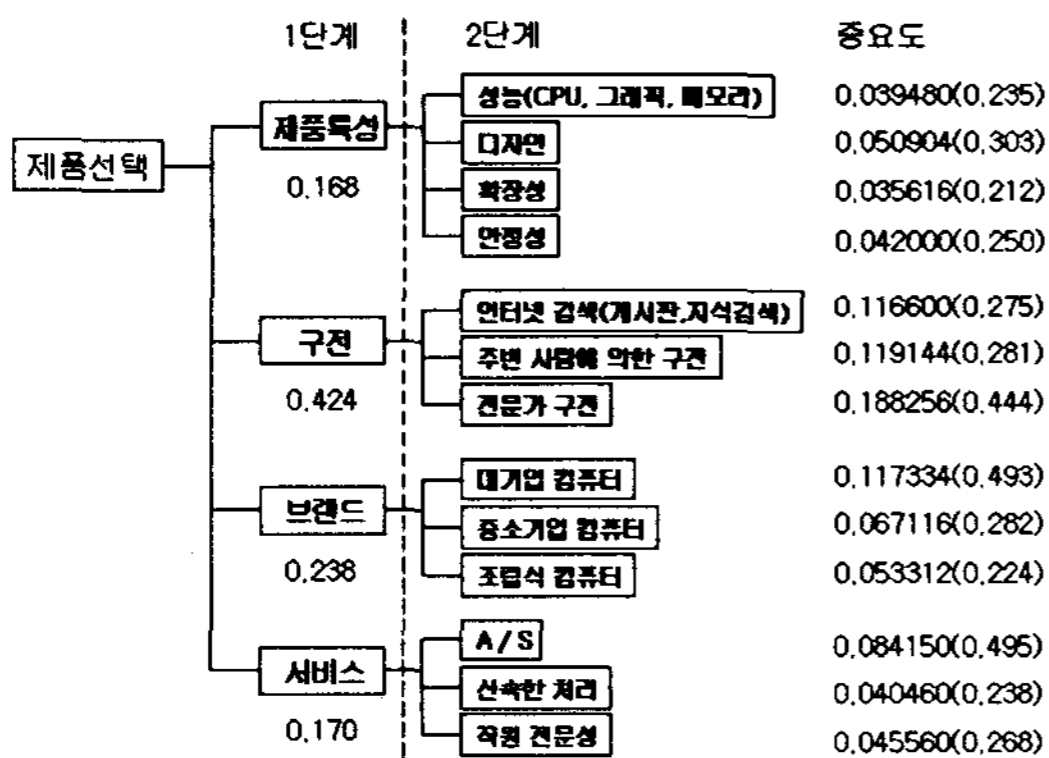 1단계 2단계 중요도
제품선택
제품특성
0.168
성능(CPU, 그래픽, 메모리) 0.039480(0.235)
디자인 0.050904(0.303)
확장성 0.035616(0.212)
안정성 0.042000(0.250)
구전
0.424
인터넷 검색(게시판,지식검색) 0.116600(0.275)
주변 사람에 의한 구전 0.119144(0.281)
전문가 구전 0.188256(0.444)
브랜드
0.238
대기업 컴퓨터 0.117334(0.493)
중소기업 컴퓨터 0.067116(0.282)
조립식 컴퓨터 0.053312(0.224)
서비스
0.170
A/S 0.084150(0.495)
신속한 처리 0.040460(0.238)
직원 전문성 0.045560(0.268)